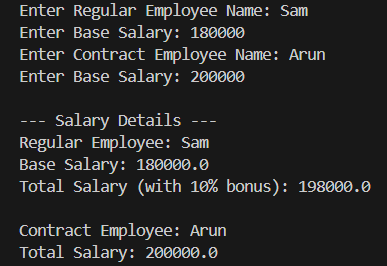 Enter Regular Employee Name: Sam
Enter Base Salary: 180000
Enter Contract Employee Name: Arun
Enter Base Salary: 200000
--- Salary Details ---
Regular Employee: Sam
Base Salary: 180000.0
Total Salary (with 10% bonus): 198000.0
Contract Employee: Arun
Total Salary: 200000.0